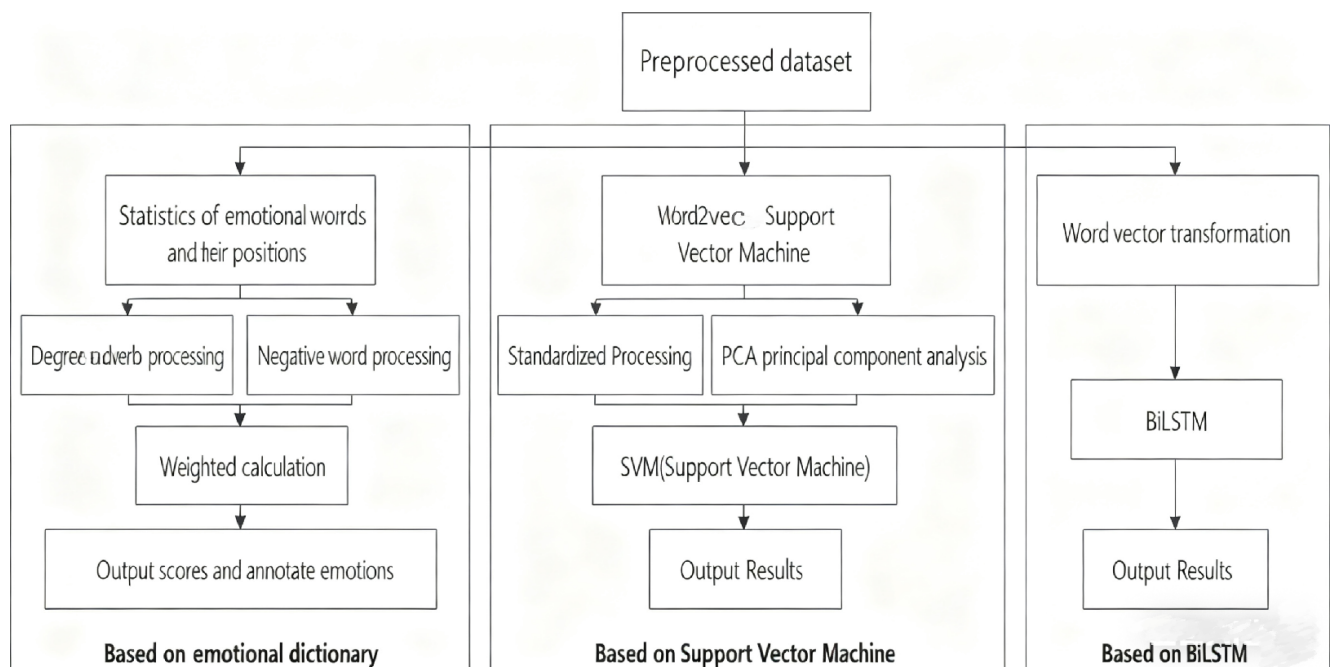 Preprocessed dataset
Statistics of emotional woprds
and heir positions
Word2vec Support
Vector Machine
Word vector transformation
Degree adverb processing
Negative word processing
Standardized Processing
PCA principal component analysis
BiLSTM
Weighted calculation
SVM(Support Vector Machine)
Output scores and annotate emotions
Output Results
Output Results
Based on emotional dictionary
Based on Support Vector Machine
Based on BiLSTM